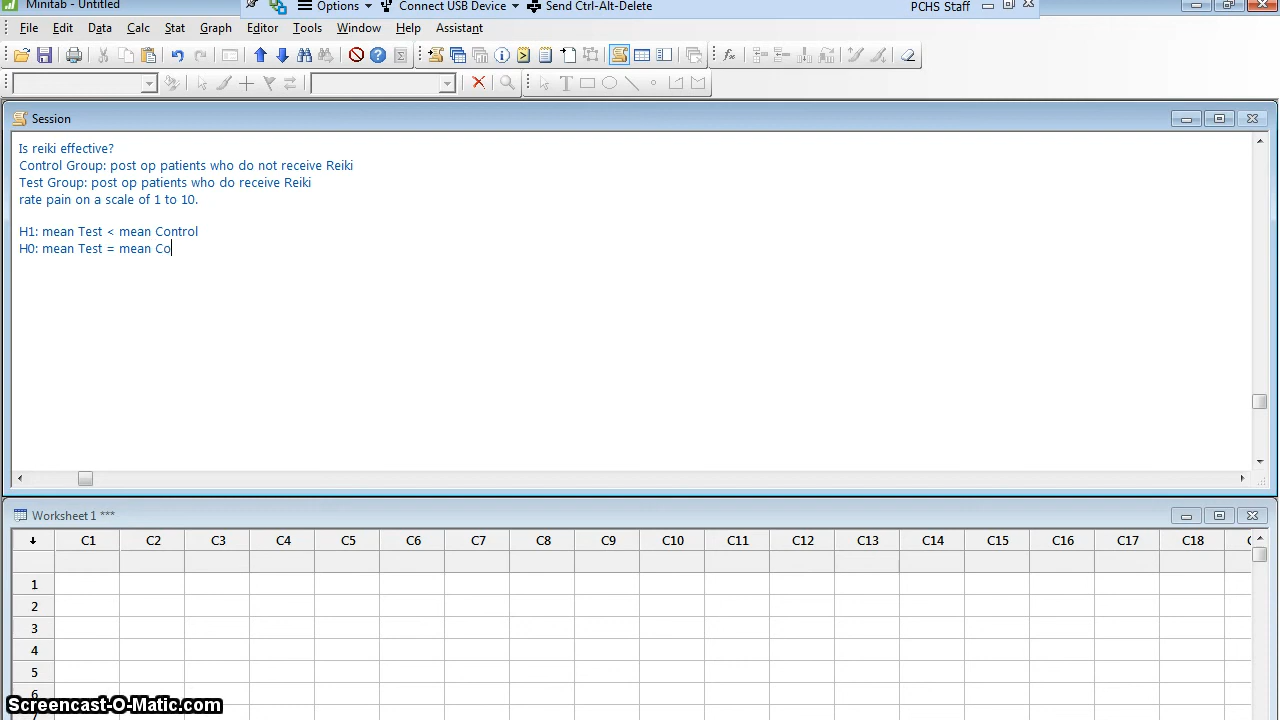 Minitab - Untitled
Options
Connect USB Device
Send Ctrl-Alt-Delete
PCHS Staff
File Edit Data Calc Stat Graph Editor Tools Window Help Assistant
Session
Is reiki effective?
Control Group: post op patients who do not receive Reiki
Test Group: post op patients who do receive Reiki
rate pain on a scale of 1 to 10.
H1: mean Test < mean Control
H0: mean Test = mean Co
Worksheet 1 ***
C1 C2 C3 C4 C5 C6 C7 C8 C9 C10 C11 C12 C13 C14 C15 C16 C17 C18
1
2
3
4
5
6
Screencast-O-Matic.com